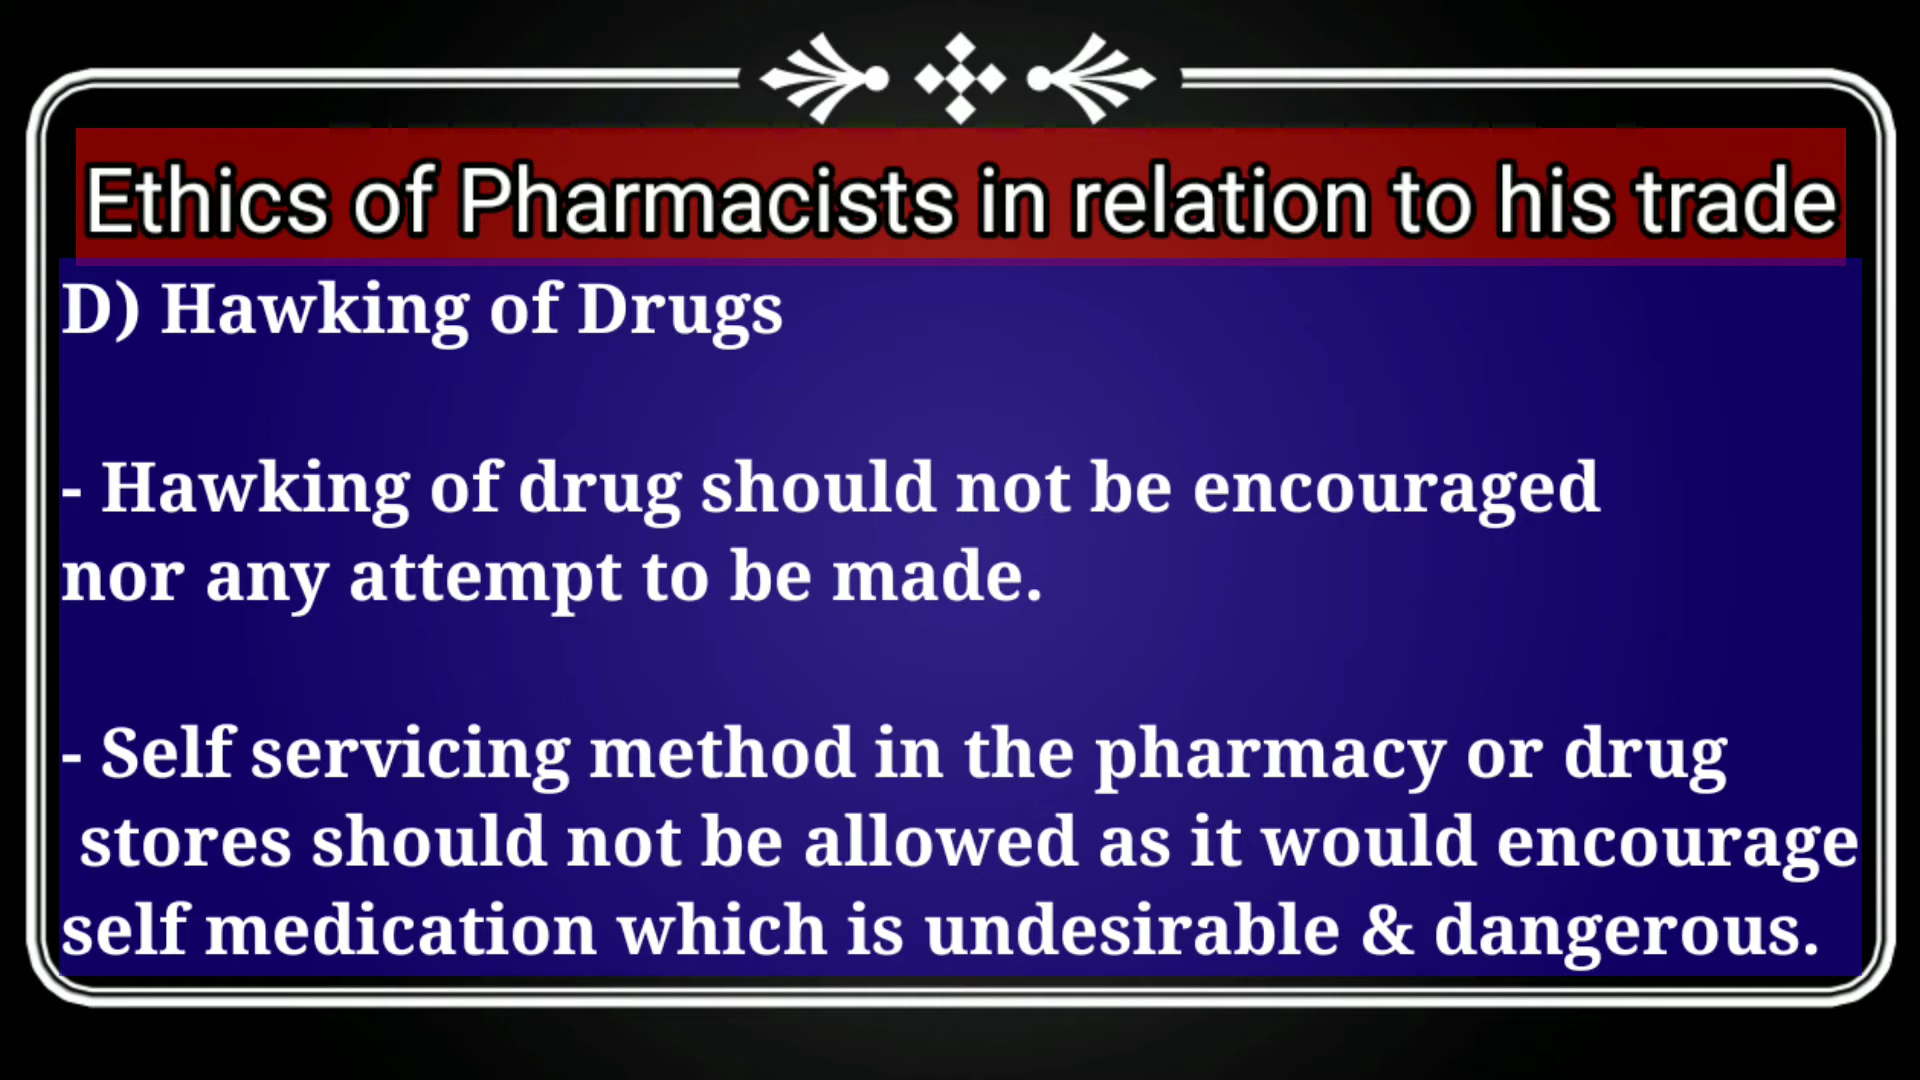 Ethics of Pharmacists in relation to his trade
D) Hawking of Drugs
- Hawking of drug should not be encouraged
nor any attempt to be made.
- Self servicing method in the pharmacy or drug
stores should not be allowed as it would encourage
self medication which is undesirable & dangerous.